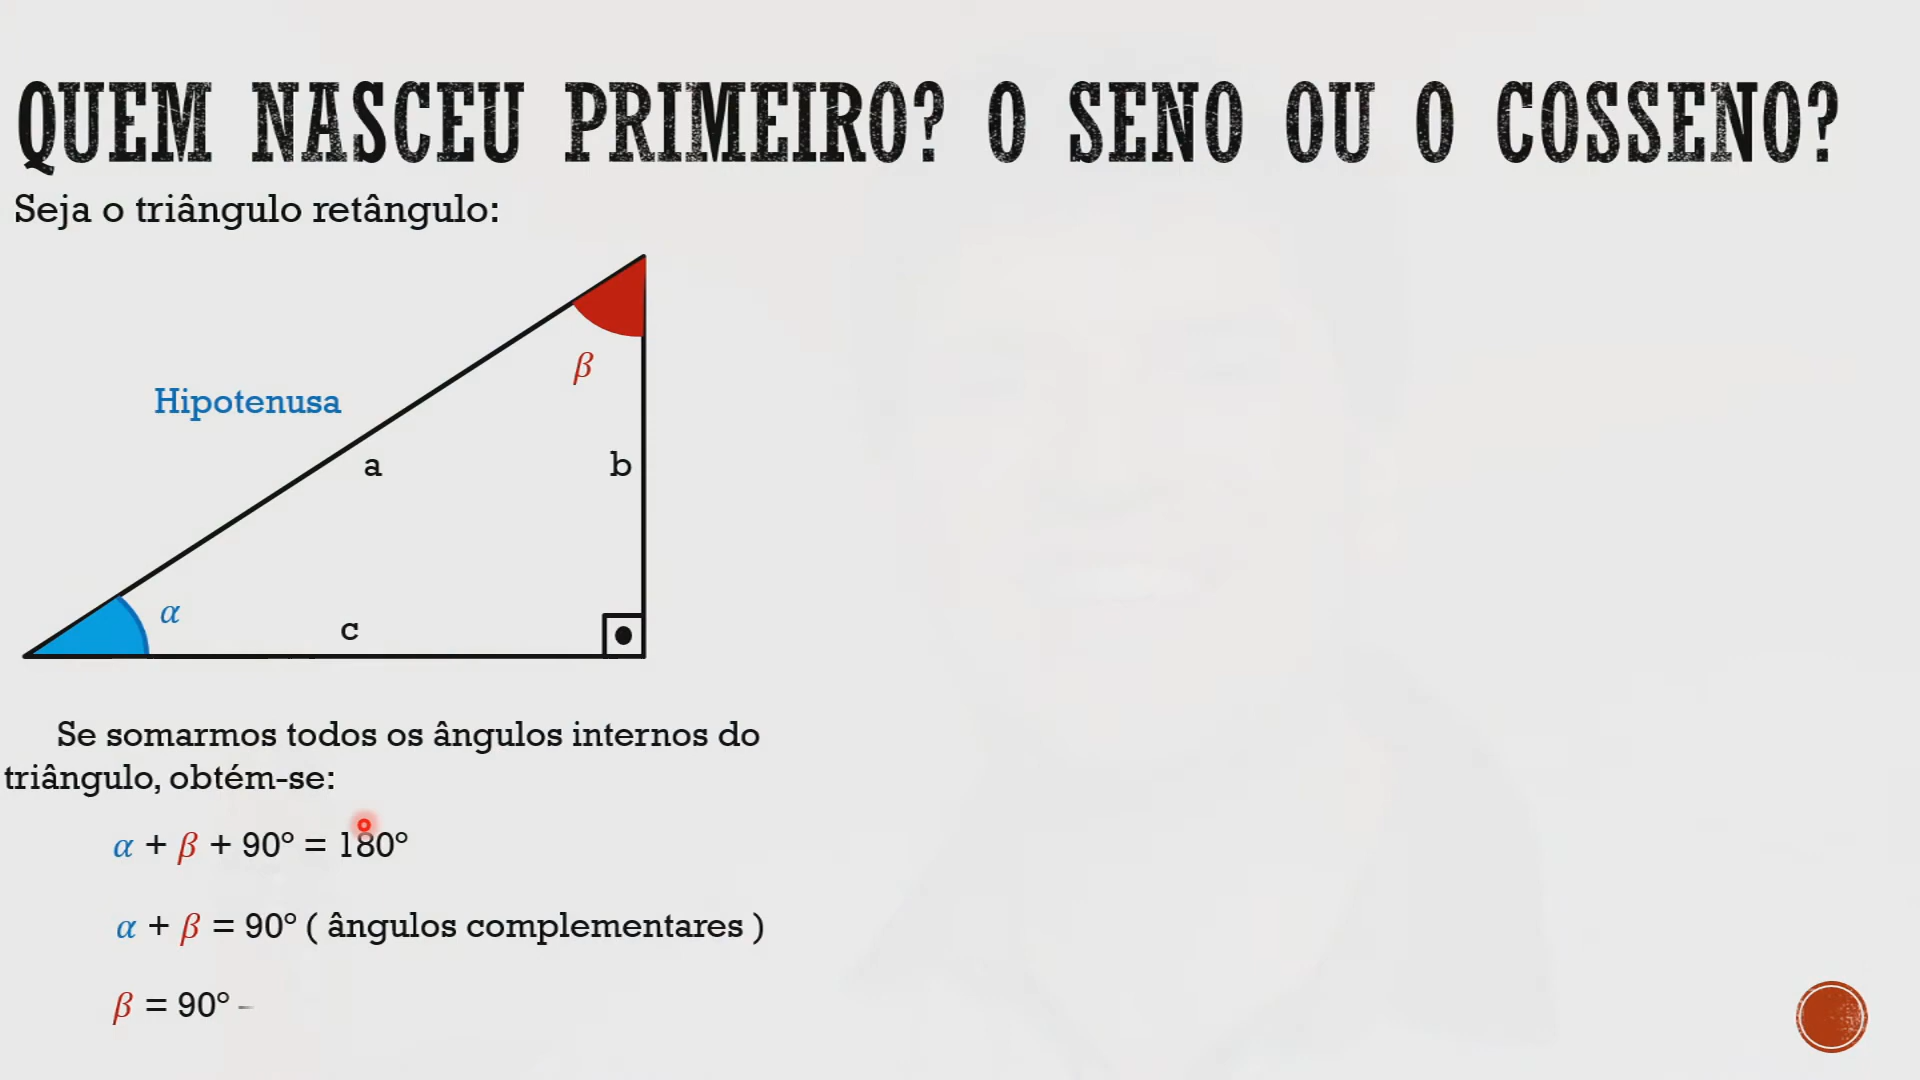 QUEM NASCEU PRIMEIRO? O SENO OU O COSSENO?
Seja o triângulo retângulo:
β
Hipotenusa
a
b
α
c
Se somarmos todos os ângulos internos do
triângulo, obtém-se:
α + β + 90° = 180°
α + β = 90° ( ângulos complementares )
β = 90° –